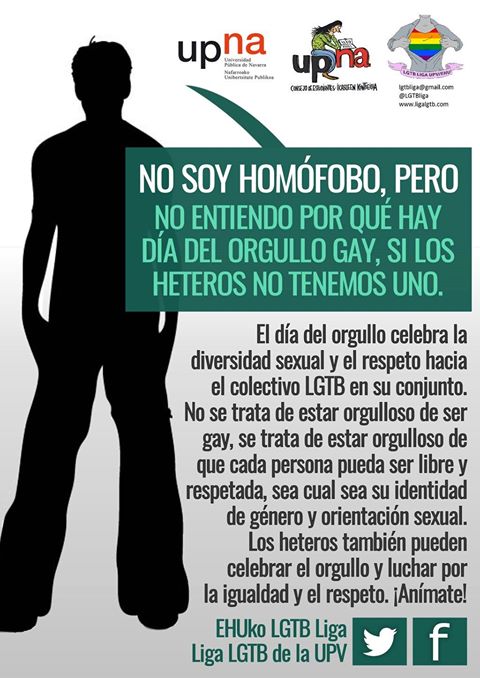 upna
Universidad
Pública de Navarra
Nafarroako
Unibertsitate Publikoa
upna
CONSEJO DE ESTUDIANTES · IKASLEEN KONTSEILUA
LGTB LIGA UPV/EHU
lgtbliga@gmail.com
@LGTBliga
www.ligalgtb.com
NO SOY HOMÓFOBO, PERO
NO ENTIENDO POR QUÉ HAY
DÍA DEL ORGULLO GAY, SI LOS
HETEROS NO TENEMOS UNO.
El día del orgullo celebra la
diversidad sexual y el respeto hacia
el colectivo LGTB en su conjunto.
No se trata de estar orgulloso de ser
gay, se trata de estar orgulloso de
que cada persona pueda ser libre y
respetada, sea cual sea su identidad
de género y orientación sexual.
Los heteros también pueden
celebrar el orgullo y luchar por
la igualdad y el respeto. ¡Anímate!
EHUko LGTB Liga
Liga LGTB de la UPV
f